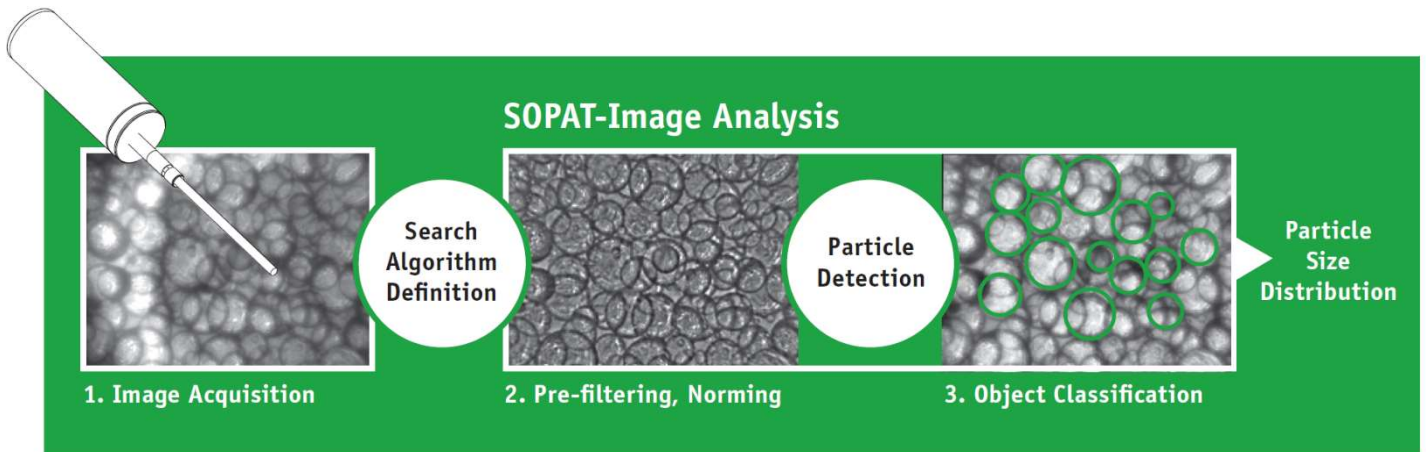 SOPAT-Image Analysis
Search
Algorithm
Definition
Particle
Detection
Particle
Size
Distribution
1. Image Acquisition
2. Pre-filtering, Norming
3. Object Classification